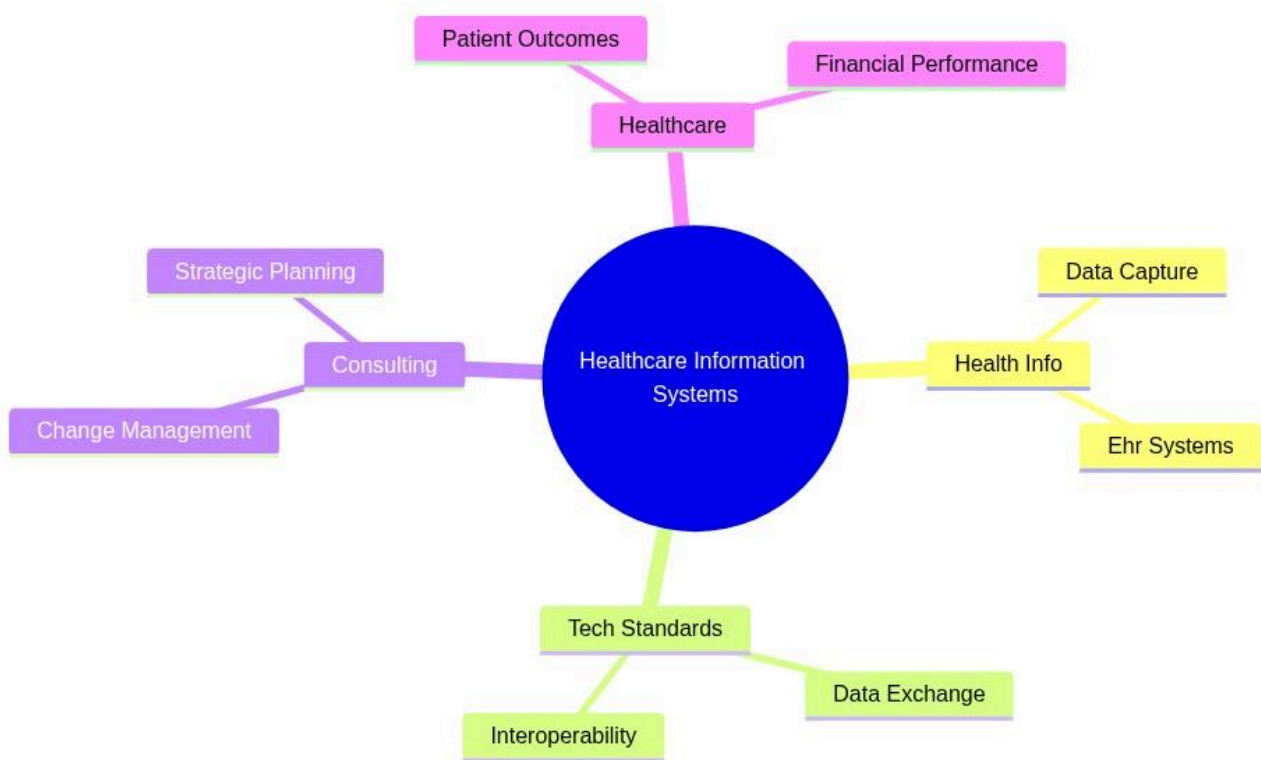 Patient Outcomes
Financial Performance
Healthcare
Strategic Planning
Data Capture
Consulting
Healthcare Information
Systems
Health Info
Change Management
Ehr Systems
Tech Standards
Data Exchange
Interoperability